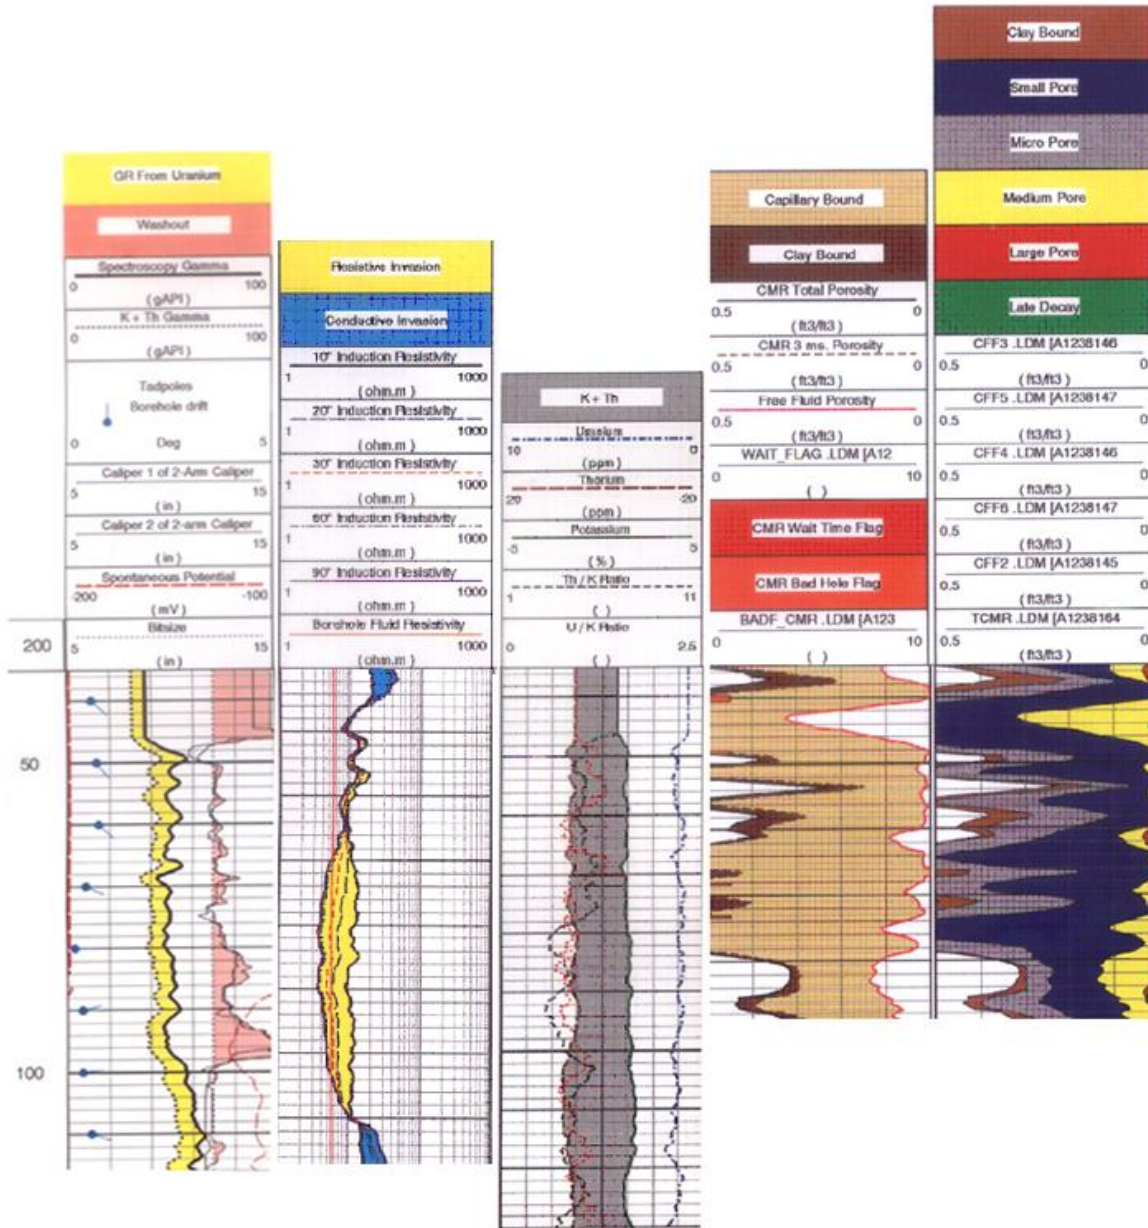 GR From Uranium
Washout
Spectroscopy Gamma
0 100
(gAPI)
K + Th Gamma
0 100
(gAPI)
Tadpoles
Borehole drift
0 Deg 5
Caliper 1 of 2-Arm Caliper
5 15
(in)
Caliper 2 of 2-arm Caliper
5 15
(in)
Spontaneous Potential
-200 -100
(mV)
Bitsize
5 15
(in)
200
50
100
Resistive Invasion
Conductive Invasion
10" Induction Resistivity
1 1000
(ohm.m)
20" Induction Resistivity
1 1000
(ohm.m)
30" Induction Resistivity
1 1000
(ohm.m)
60" Induction Resistivity
1 1000
(ohm.m)
90" Induction Resistivity
1 1000
(ohm.m)
Borehole Fluid Resistivity
1 1000
(ohm.m)
K + Th
Uranium
10 0
(ppm)
Thorium
20 -20
(ppm)
Potassium
-5 5
(%)
Th / K Ratio
1 11
( )
U / K Ratio
0 2.5
( )
Capillary Bound
Clay Bound
CMR Total Porosity
0.5 0
(ft3/ft3)
CMR 3 ms. Porosity
0.5 0
(ft3/ft3)
Free Fluid Porosity
0.5 0
(ft3/ft3)
WAIT_FLAG .LDM [A12
0 10
( )
CMR Wait Time Flag
CMR Bad Hole Flag
BADF_CMR .LDM [A123
0 10
( )
Clay Bound
Small Pore
Micro Pore
Medium Pore
Large Pore
Late Decay
CFF3 .LDM [A1238146
0.5 0
(ft3/ft3)
CFF5 .LDM [A1238147
0.5 0
(ft3/ft3)
CFF4 .LDM [A1238146
0.5 0
(ft3/ft3)
CFF6 .LDM [A1238147
0.5 0
(ft3/ft3)
CFF2 .LDM [A1238145
0.5 0
(ft3/ft3)
TCMR .LDM [A1238164
0.5 0
(ft3/ft3)